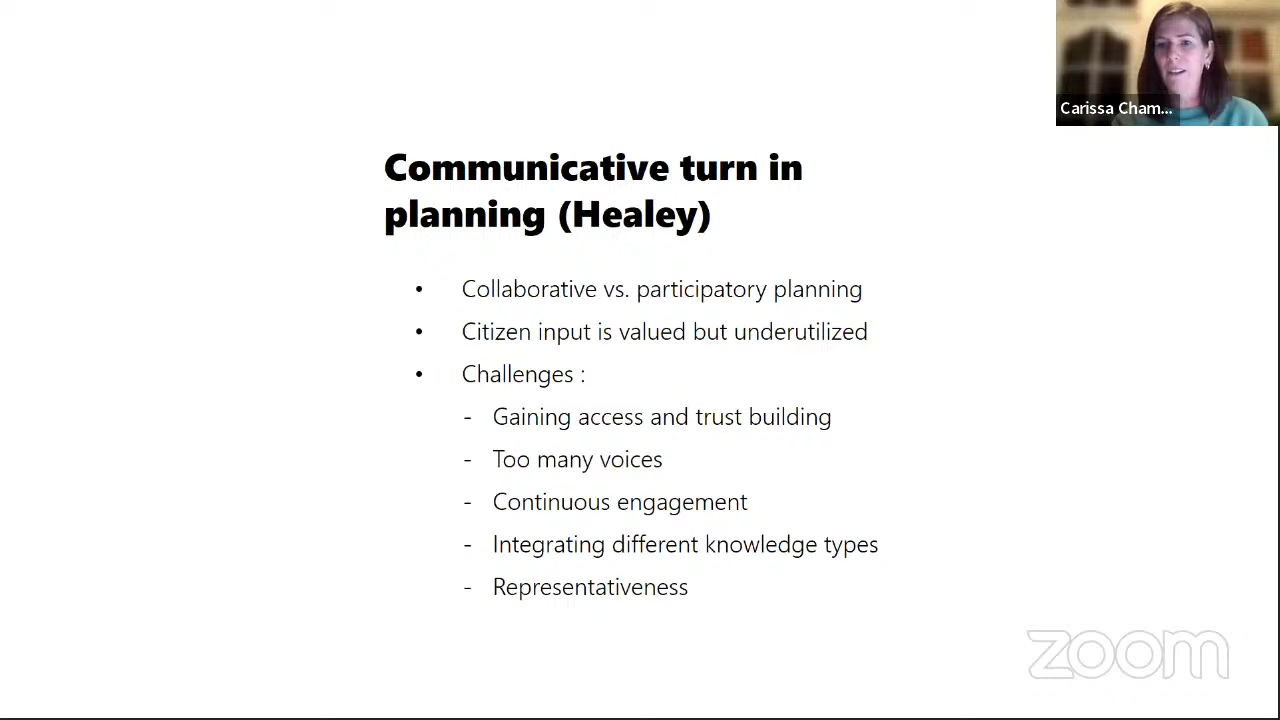 Carissa Cham...
Communicative turn in
planning (Healey)
• Collaborative vs. participatory planning
• Citizen input is valued but underutilized
• Challenges :
- Gaining access and trust building
- Too many voices
- Continuous engagement
- Integrating different knowledge types
- Representativeness
zoom